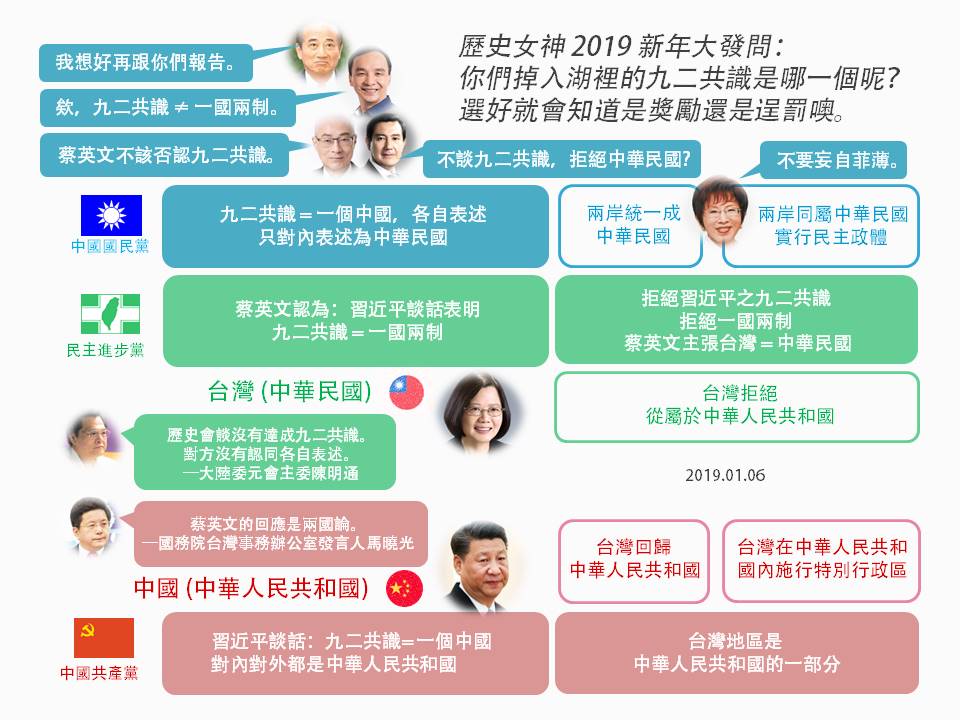 歷史女神 2019 新年大發問：
你們掉入湖裡的九二共識是哪一個呢？
選好就會知道是獎勵還是逞罰噢。
我想好再跟你們報告。
欸，九二共識 ≠ 一國兩制。
蔡英文不該否認九二共識。
不談九二共識，拒絕中華民國？
不要妄自菲薄。
中國國民黨
九二共識＝一個中國，各自表述
只對內表述為中華民國
兩岸統一成
中華民國
兩岸同屬中華民國
實行民主政體
民主進步黨
蔡英文認為：習近平談話表明
九二共識＝一國兩制
拒絕習近平之九二共識
拒絕一國兩制
蔡英文主張台灣＝中華民國
台灣 (中華民國)
台灣拒絕
從屬於中華人民共和國
歷史會談沒有達成九二共識。
對方沒有認同各自表述。
—大陸委元會主委陳明通
2019.01.06
蔡英文的回應是兩國論。
—國務院台灣事務辦公室發言人馬曉光
中國 (中華人民共和國)
台灣回歸
中華人民共和國
台灣在中華人民共和
國內施行特別行政區
中國共產黨
習近平談話：九二共識=一個中國
對內對外都是中華人民共和國
台灣地區是
中華人民共和國的一部分